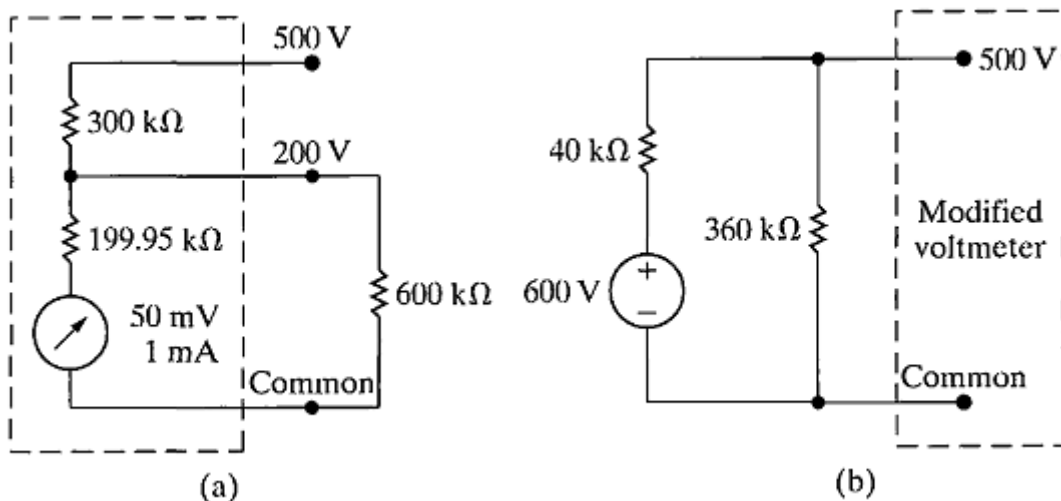 500 V
300 kΩ
200 V
199.95 kΩ
600 kΩ
50 mV
1 mA
Common
(a)
500 V
40 kΩ
360 kΩ
Modified
voltmeter
+
600 V
−
Common
(b)